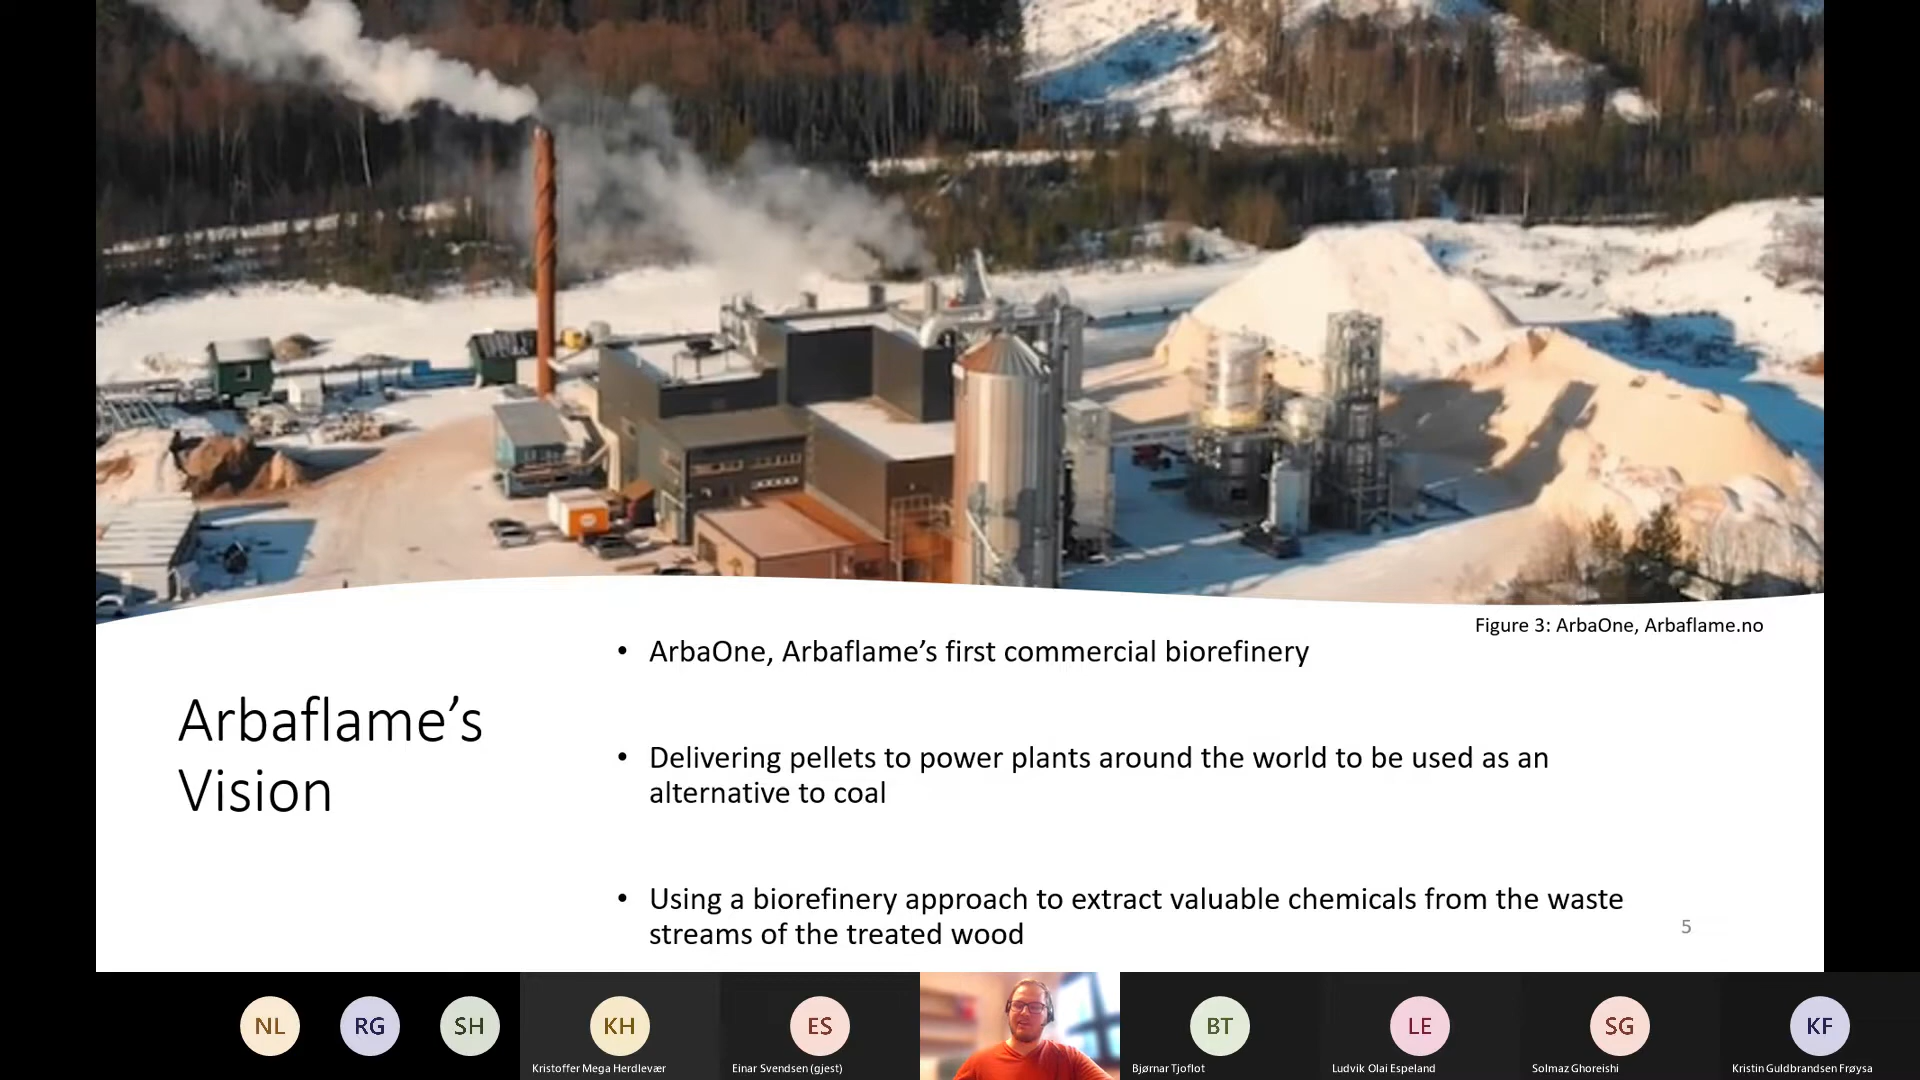 Figure 3: ArbaOne, Arbaflame.no
Arbaflame’s
Vision
• ArbaOne, Arbaflame’s first commercial biorefinery
• Delivering pellets to power plants around the world to be used as an
alternative to coal
• Using a biorefinery approach to extract valuable chemicals from the waste
streams of the treated wood
5
NL
RG
SH
KH
Kristoffer Mega Herdlevær
ES
Einar Svendsen (gjest)
BT
Bjørnar Tjoflot
LE
Ludvik Olai Espeland
SG
Solmaz Ghoreishi
KF
Kristin Guldbrandsen Frøysa